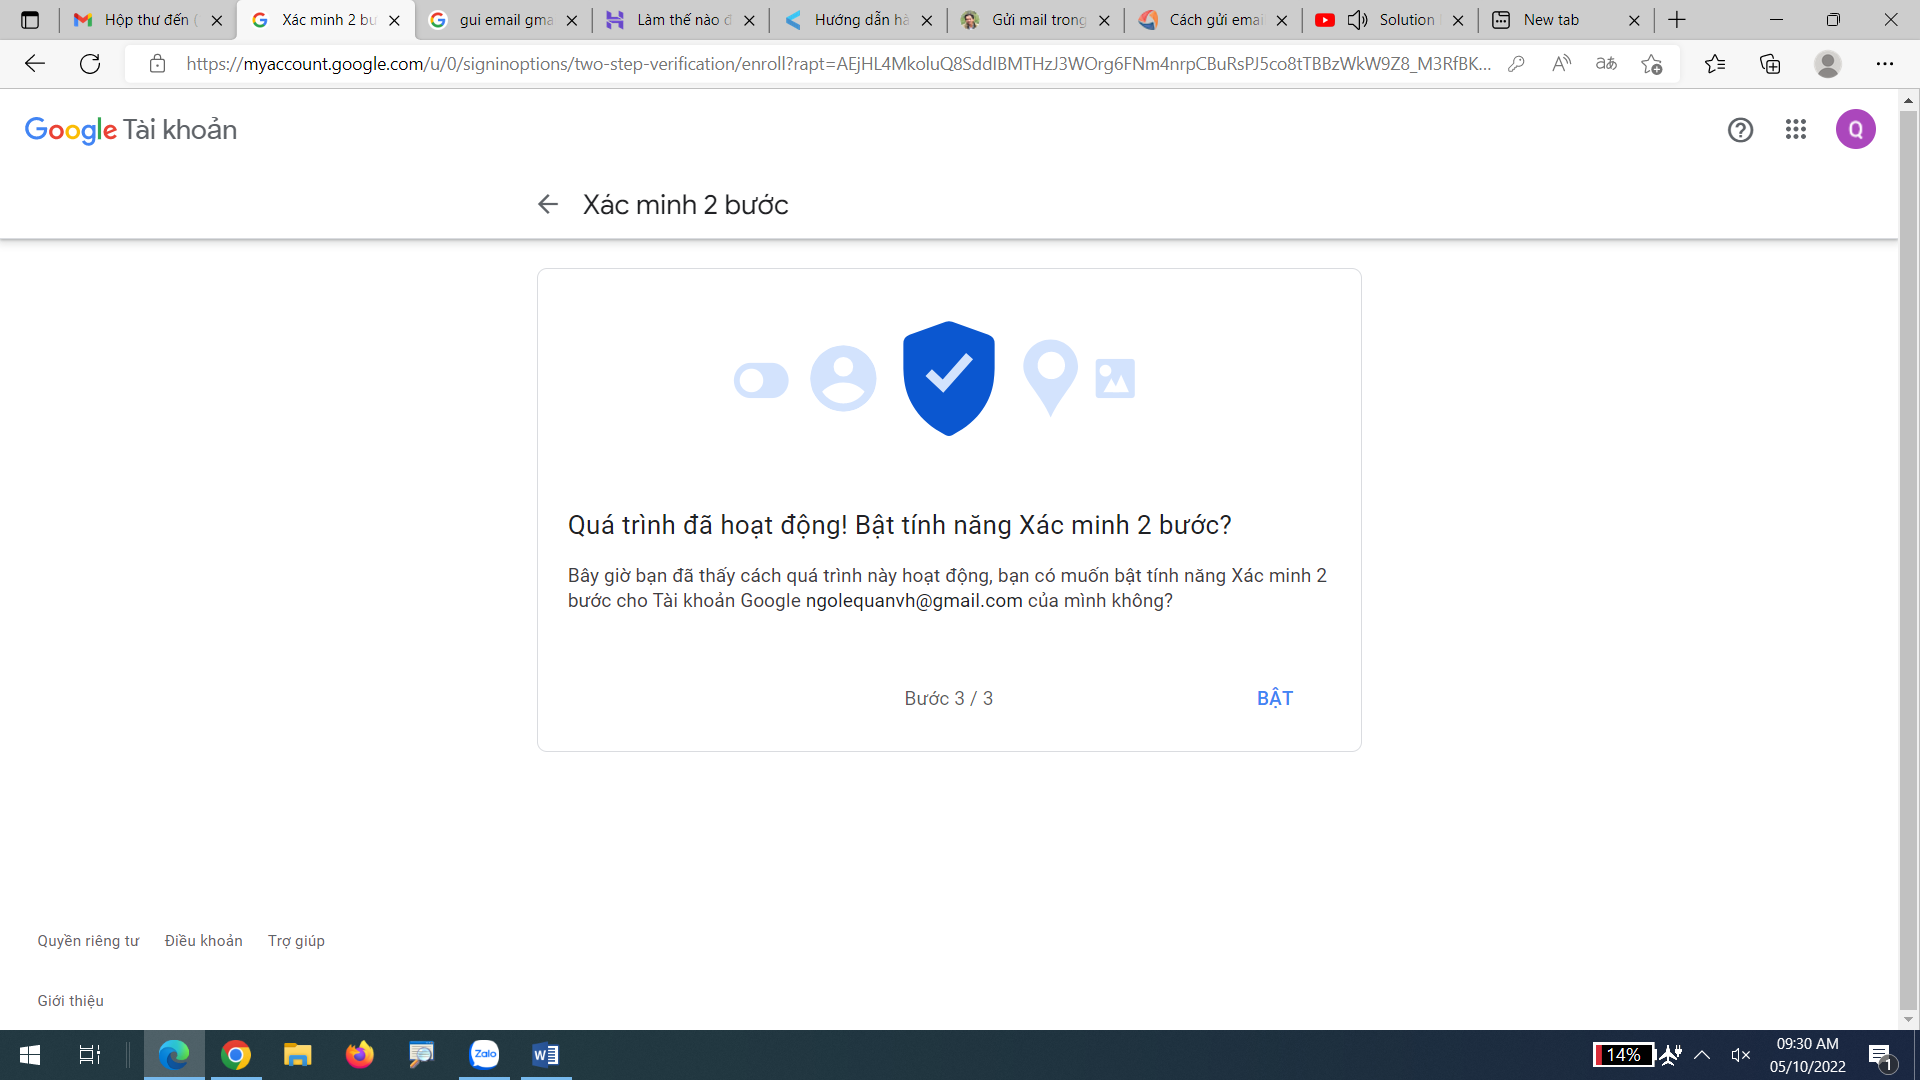 Hộp thư đến (
Xác minh 2 bu
gui email gma
Làm thế nào đ
Hướng dẫn hà
Gửi mail trong
Cách gửi emai
Solution
New tab
https://myaccount.google.com/u/0/signinoptions/two-step-verification/enroll?rapt=AEjHL4MkoluQ8SddIBMTHzJ3WOrg6FNm4nrpCBuRsPJ5co8tTBBzWkW9Z8_M3RfBK...
Google Tài khoản
Q
Xác minh 2 bước
Quá trình đã hoạt động! Bật tính năng Xác minh 2 bước?
Bây giờ bạn đã thấy cách quá trình này hoạt động, bạn có muốn bật tính năng Xác minh 2
bước cho Tài khoản Google ngolequanvh@gmail.com của mình không?
Bước 3 / 3
BẬT
Quyền riêng tư
Điều khoản
Trợ giúp
Giới thiệu
Zalo
14%
09:30 AM
05/10/2022
1